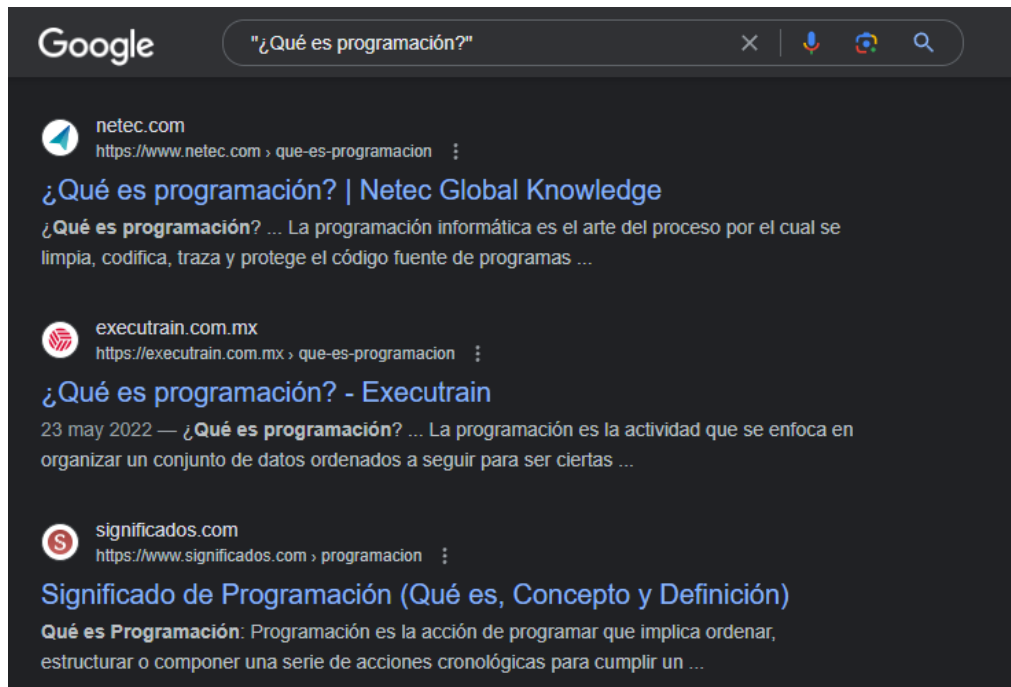 Google
"¿Qué es programación?"
netec.com
https://www.netec.com › que-es-programacion
¿Qué es programación? | Netec Global Knowledge
¿Qué es programación? ... La programación informática es el arte del proceso por el cual se
limpia, codifica, traza y protege el código fuente de programas ...
executrain.com.mx
https://executrain.com.mx › que-es-programacion
¿Qué es programación? - Executrain
23 may 2022 — ¿Qué es programación? ... La programación es la actividad que se enfoca en
organizar un conjunto de datos ordenados a seguir para ser ciertas ...
S
significados.com
https://www.significados.com › programacion
Significado de Programación (Qué es, Concepto y Definición)
Qué es Programación: Programación es la acción de programar que implica ordenar,
estructurar o componer una serie de acciones cronológicas para cumplir un ...